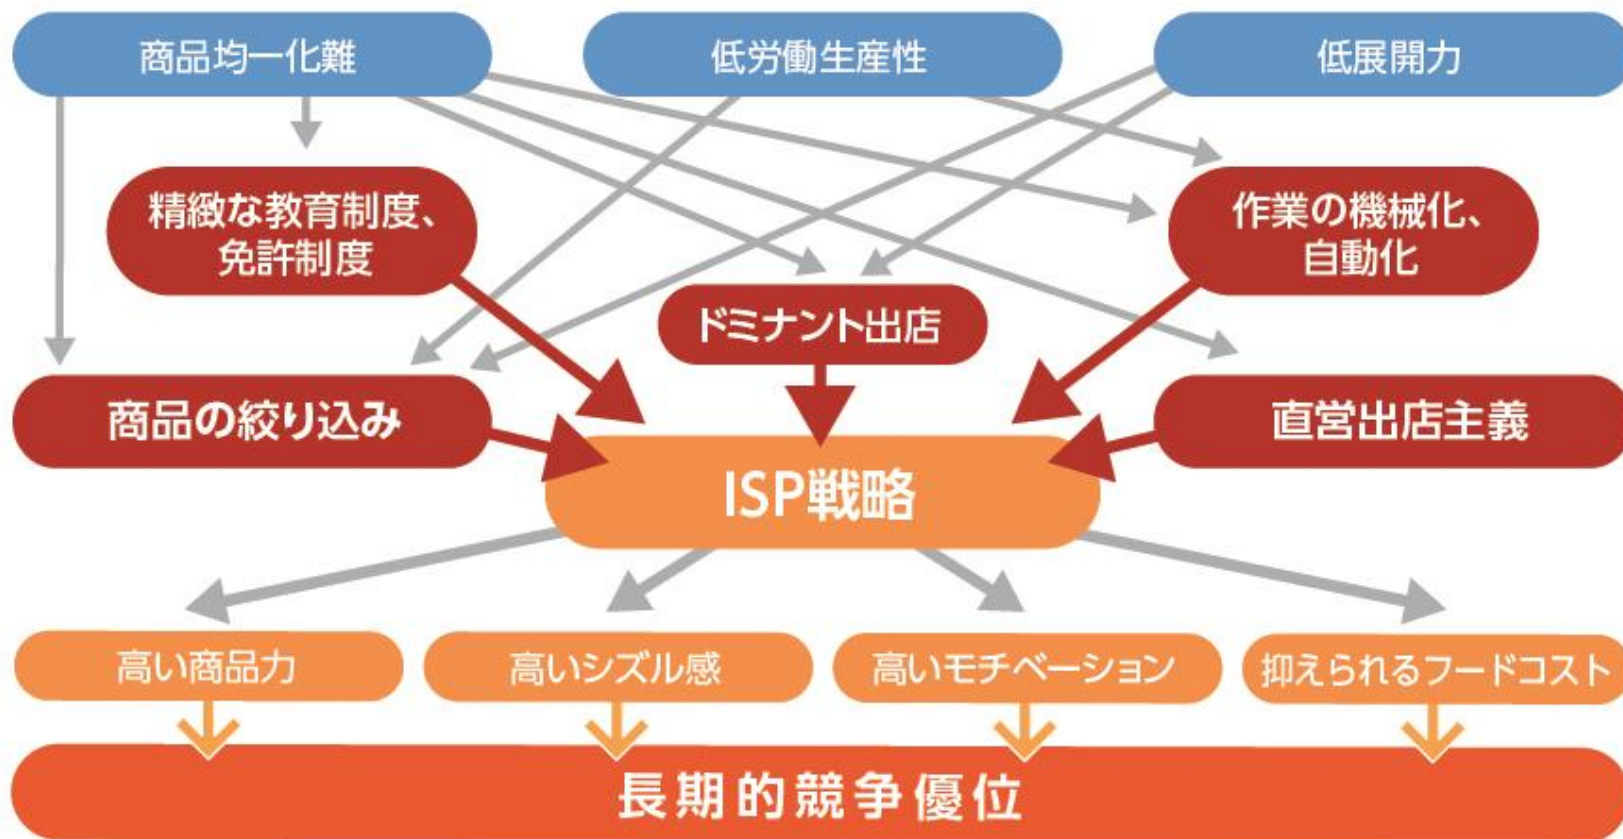 商品均一化難
低労働生産性
低展開力
精緻な教育制度、
免許制度
作業の機械化、
自動化
ドミナント出店
商品の絞り込み
直営出店主義
ISP戦略
高い商品力
高いシズル感
高いモチベーション
抑えられるフードコスト
長期的競争優位